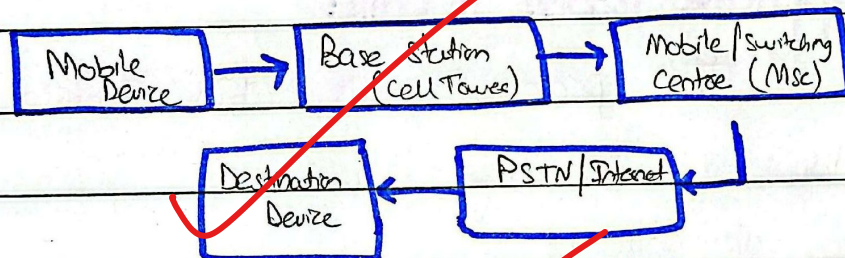 Mobile
Device
Base Station
(Cell Tower)
Mobile/Switching
Centre (MSC)
Destination
Device
PSTN/Internet